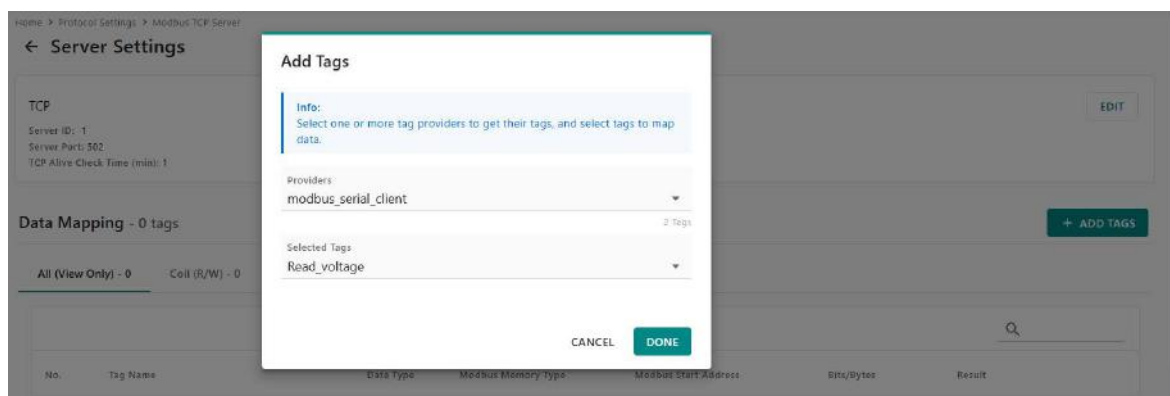 Home > Protocol Settings > Modbus TCP Server
← Server Settings
TCP
EDIT
Server ID: 1
Server Port: 502
TCP Alive Check Time (min): 1
Data Mapping - 0 tags
+ ADD TAGS
All (View Only) - 0 Coil (R/W) - 0
No. Tag Name Data Type Modbus Memory Type Modbus Start Address Bits/Bytes Result
Add Tags
Info:
Select one or more tag providers to get their tags, and select tags to map
data.
Providers
modbus_serial_client
2 Tags
Selected Tags
Read_voltage
CANCEL DONE